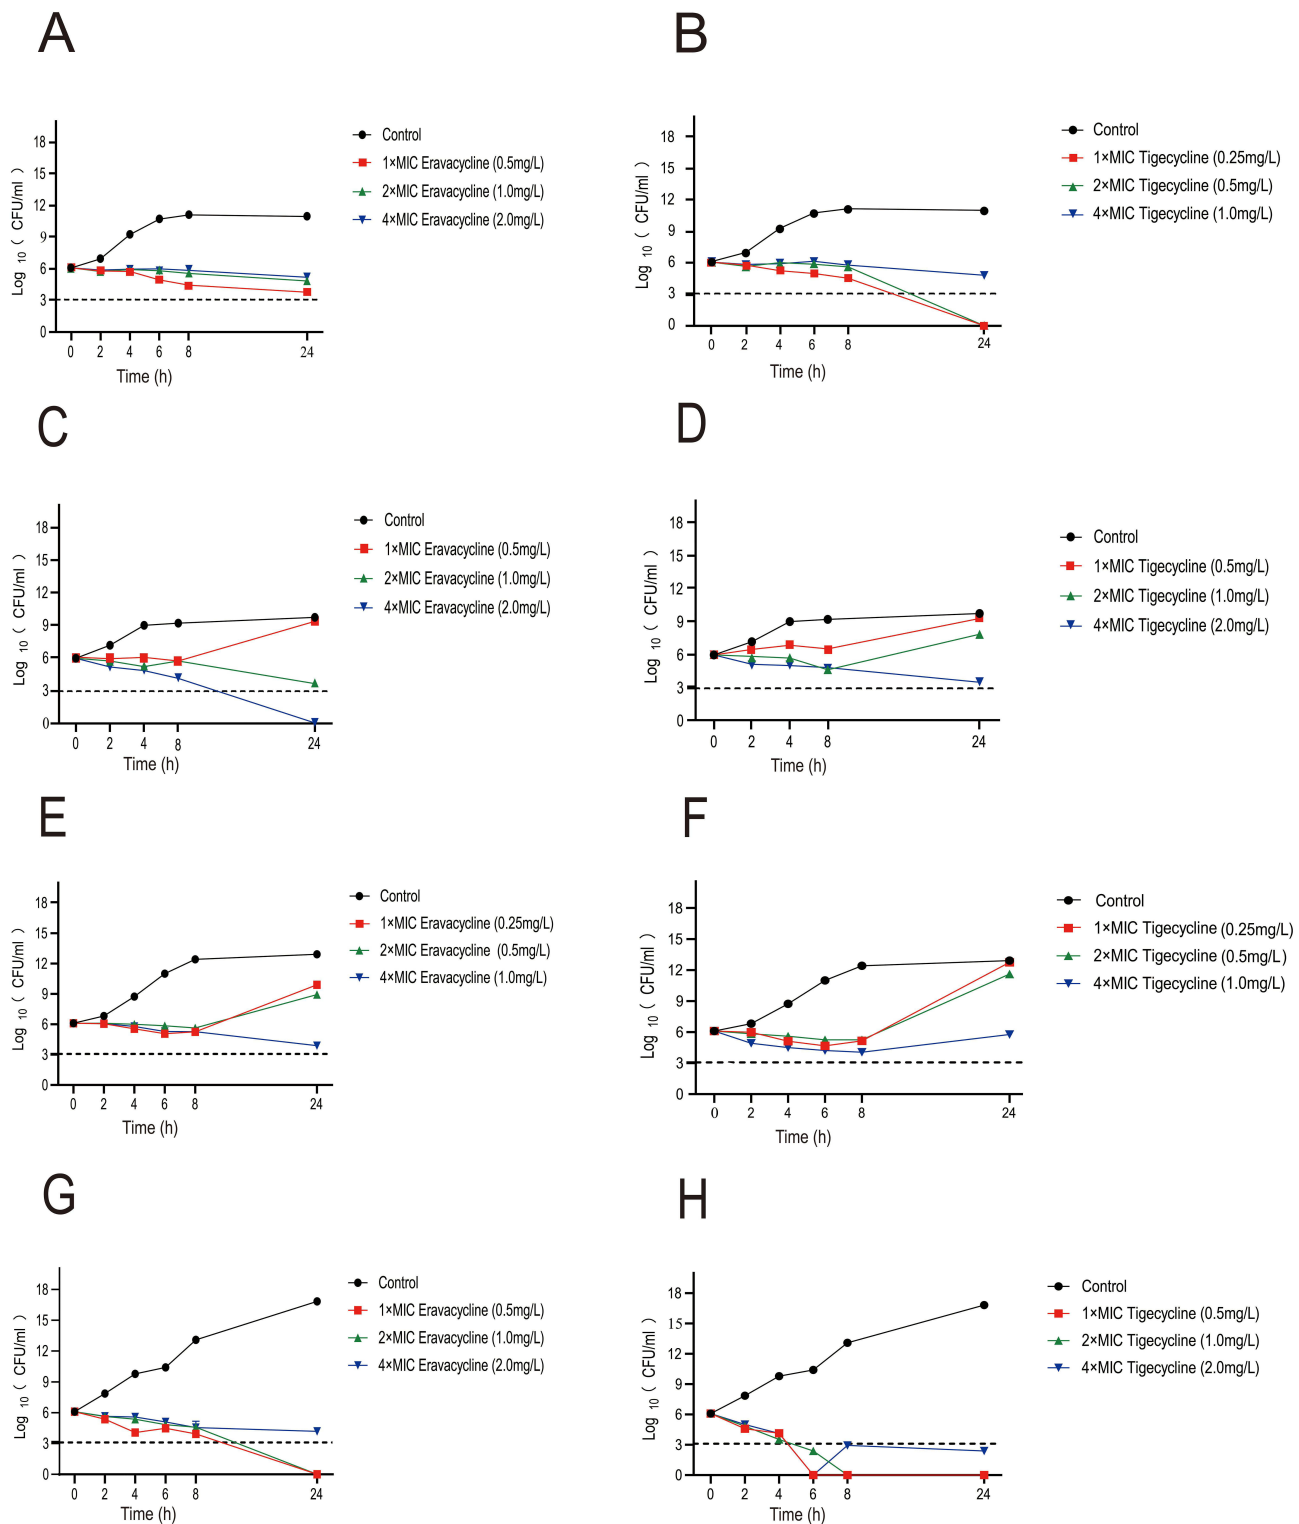 A
18
15
12
9
6
3
0
Log 10 ( CFU/ml )
0 2 4 6 8 24
Time (h)
Control
1×MIC Eravacycline (0.5mg/L)
2×MIC Eravacycline (1.0mg/L)
4×MIC Eravacycline (2.0mg/L)
B
18
15
12
9
6
3
0
Log 10 ( CFU/ml )
0 2 4 6 8 24
Time (h)
Control
1×MIC Tigecycline (0.25mg/L)
2×MIC Tigecycline (0.5mg/L)
4×MIC Tigecycline (1.0mg/L)
C
18
15
12
9
6
3
0
Log 10 ( CFU/ml )
0 2 4 8 24
Time (h)
Control
1×MIC Eravacycline (0.5mg/L)
2×MIC Eravacycline (1.0mg/L)
4×MIC Eravacycline (2.0mg/L)
D
18
15
12
9
6
3
0
Log 10 ( CFU/ml )
0 2 4 8 24
Time (h)
Control
1×MIC Tigecycline (0.5mg/L)
2×MIC Tigecycline (1.0mg/L)
4×MIC Tigecycline (2.0mg/L)
E
18
15
12
9
6
3
0
Log 10 ( CFU/ml )
0 2 4 6 8 24
Time (h)
Control
1×MIC Eravacycline (0.25mg/L)
2×MIC Eravacycline (0.5mg/L)
4×MIC Eravacycline (1.0mg/L)
F
18
15
12
9
6
3
0
Log 10 ( CFU/ml )
0 2 4 6 8 24
Time (h)
Control
1×MIC Tigecycline (0.25mg/L)
2×MIC Tigecycline (0.5mg/L)
4×MIC Tigecycline (1.0mg/L)
G
18
15
12
9
6
3
0
Log 10 ( CFU/ml )
0 2 4 6 8 24
Time (h)
Control
1×MIC Eravacycline (0.5mg/L)
2×MIC Eravacycline (1.0mg/L)
4×MIC Eravacycline (2.0mg/L)
H
18
15
12
9
6
3
0
Log 10 ( CFU/ml )
0 2 4 6 8 24
Time (h)
Control
1×MIC Tigecycline (0.5mg/L)
2×MIC Tigecycline (1.0mg/L)
4×MIC Tigecycline (2.0mg/L)